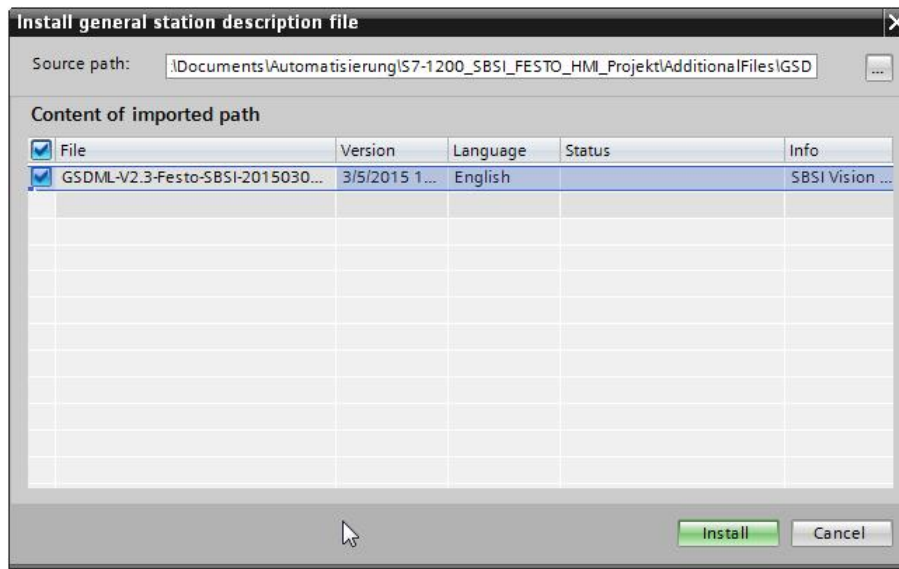 Install general station description file
Source path: :\Documents\Automatisierung\S7-1200_SBSI_FESTO_HMI_Projekt\AdditionalFiles\GSD ...
Content of imported path
File Version Language Status Info
GSDML-V2.3-Festo-SBSI-2015030... 3/5/2015 1... English SBSI Vision ...
Install Cancel